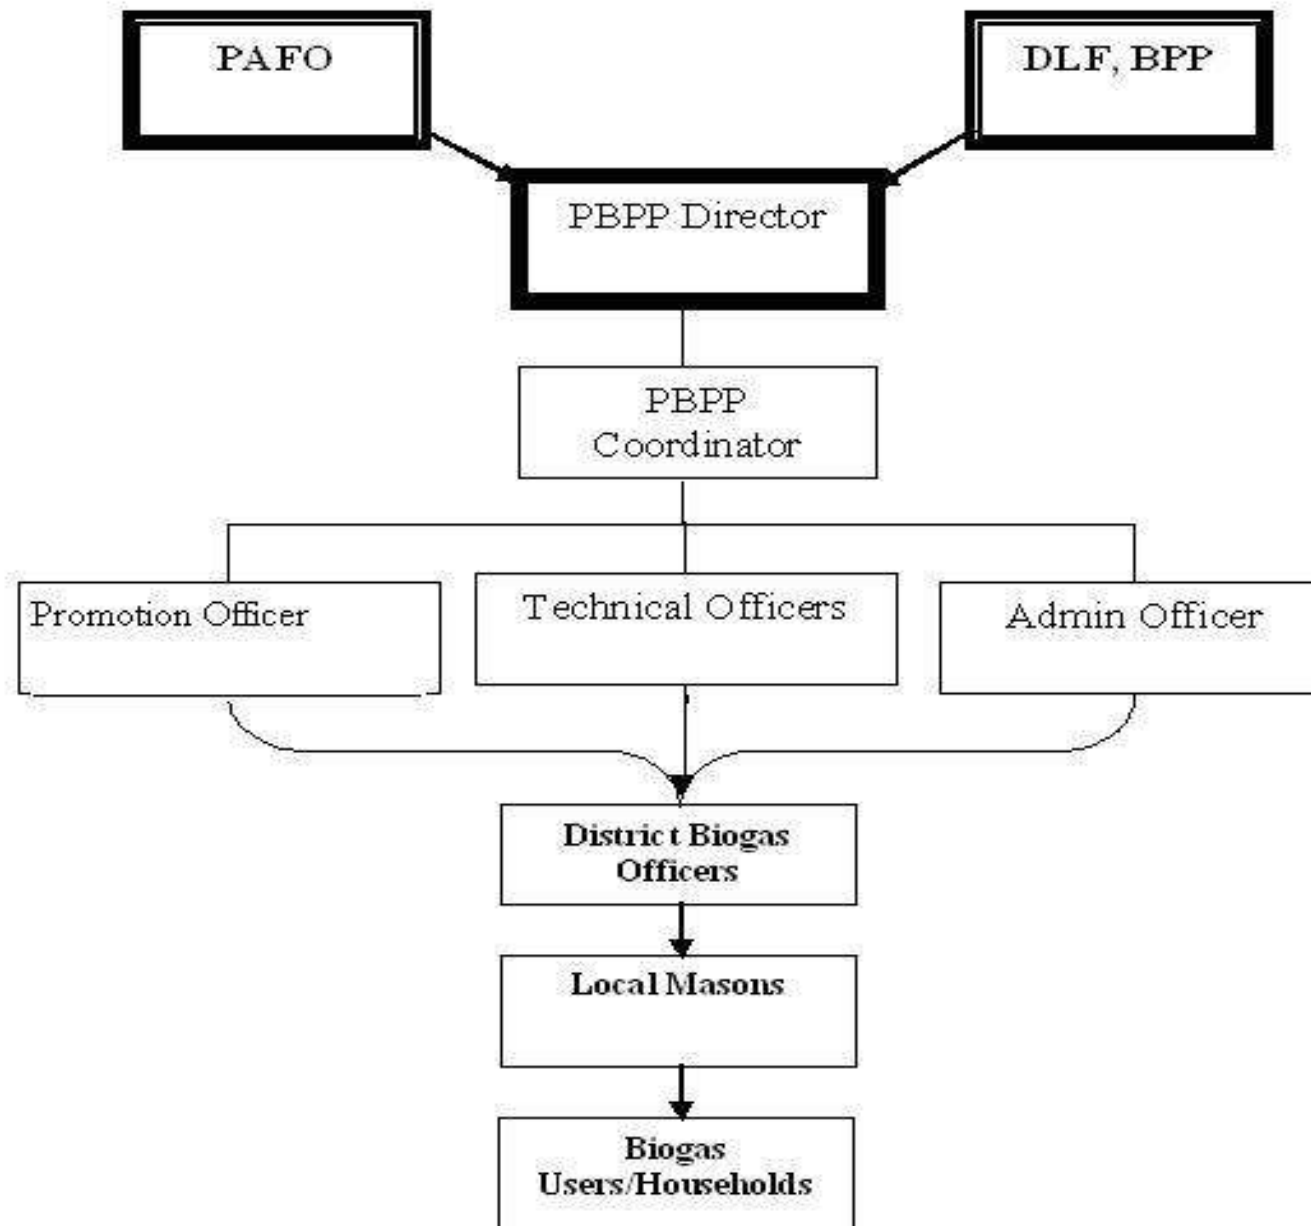 PAFO
DLF, BPP
PBPP Director
PBPP
Coordinator
Promotion Officer
Technical Officers
Admin Officer
District Biogas
Officers
Local Masons
Biogas
Users/Households